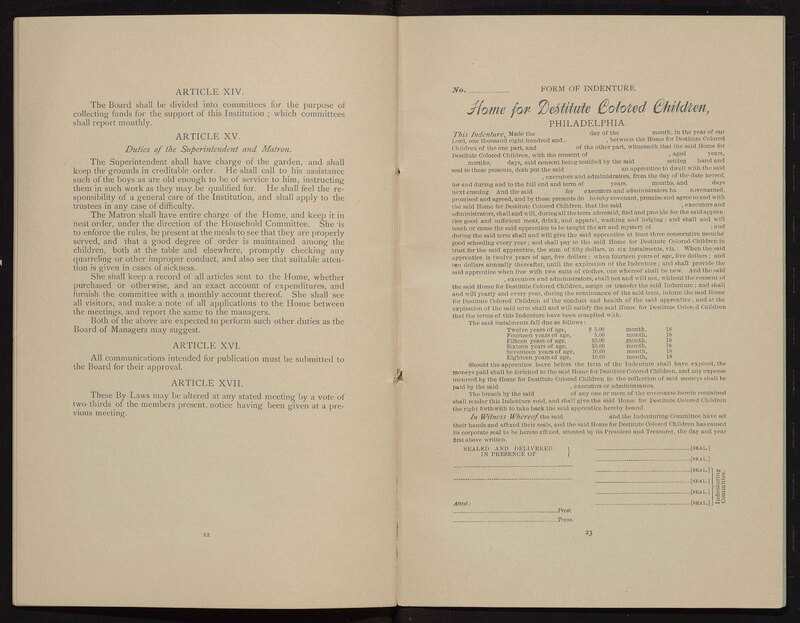 ARTICLE XIV.
The Board shall be divided into committees for the purpose of
collecting funds for the support of this Institution ; which committees
shall report monthly.
ARTICLE XV.
Duties of the Superintendent and Matron.
The Superintendent shall have charge of the garden, and shall
keep the grounds in creditable order. He shall call to his assistance
such of the boys as are old enough to be of service to him, instructing
them in such work as they may be qualified for. He shall feel the re-
sponsibility of a general care of the Institution, and shall apply to the
trustees in any case of difficulty.
The Matron shall have entire charge of the Home, and keep it in
neat order, under the direction of the Household Committee. She is
to enforce the rules, be present at the meals to see that they are properly
served, and that a good degree of order is maintained among the
children, both at the table and elsewhere, promptly checking any
quarreling or other improper conduct, and also see that suitable atten-
tion is given in cases of sickness.
She shall keep a record of all articles sent to the Home, whether
purchased or otherwise, and an exact account of expenditures, and
furnish the committee with a monthly account thereof. She shall see
all visitors, and make a note of all applications to the Home between
the meetings, and report the same to the managers.
Both of the above are expected to perform such other duties as the
Board of Managers may suggest.
ARTICLE XVI.
All communications intended for publication must be submitted to
the Board for their approval.
ARTICLE XVII.
These By-Laws may be altered at any stated meeting by a vote of
two-thirds of the members present, notice having been given at a pre-
vious meeting.
22
No. .................... FORM OF INDENTURE.
Home for Destitute Colored Children,
PHILADELPHIA.
This Indenture, Made the day of the month, in the year of our
Lord, one thousand eight hundred and . , between the Home for Destitute Colored
Children of the one part, and of the other part, witnesseth that the said Home for
Destitute Colored Children, with the consent of , aged years,
months, days, said consent being testified by the said setting hand and
seal to these presents, doth put the said an apprentice to dwell with the said
, executors and administrators, from the day of the date hereof,
for and during and to the full end and term of years, months, and days
next ensuing. And the said for executors and administrators ha covenanted,
promised and agreed, and by these presents do hereby covenant, promise and agree to and with
the said Home for Destitute Colored Children, that the said , executors and
administrators, shall and will, during all the term aforesaid, find and provide for the said appren-
tice good and sufficient meat, drink, and apparel, washing and lodging ; and shall and will
teach or cause the said apprentice to be taught the art and mystery of ; and
during the said term shall and will give the said apprentice at least three consecutive months'
good schooling every year ; and shall pay to the said Home for Destitute Colored Children in
trust for the said apprentice, the sum of fifty dollars, in six instalments, viz.: When the said
apprentice is twelve years of age, five dollars ; when fourteen years of age, five dollars ; and
ten dollars annually thereafter, until the expiration of the Indenture ; and shall provide the
said apprentice when free with two suits of clothes, one whereof shall be new. And the said
, executors and administrators, shall not and will not, without the consent of
the said Home for Destitute Colored Children, assign or transfer the said Indenture ; and shall
and will yearly and every year, during the continuance of the said term, inform the said Home
for Destitute Colored Children of the conduct and health of the said apprentice ; and at the
expiration of the said term shall and will satisfy the said Home for Destitute Colored Children
that the terms of this Indenture have been complied with.
The said instalments fall due as follows :
Twelve years of age, $ 5.00 month, 18
Fourteen years of age, 5.00 month, 18
Fifteen years of age, 10.00 month, 18
Sixteen years of age, 10.00 month, 18
Seventeen years of age, 10.00 month, 18
Eighteen years of age, 10.00 month, 18
Should the apprentice leave before the term of the Indenture shall have expired, the
moneys paid shall be forfeited to the said Home for Destitute Colored Children, and any expense
incurred by the Home for Destitute Colored Children in the collection of said moneys shall be
paid by the said , executors or administrators.
The breach by the said of any one or more of the covenants herein contained
shall render this Indenture void, and shall give the said Home for Destitute Colored Children
the right forthwith to take back the said apprentice hereby bound.
In Witness Whereof the said and the Indenturing Committee have set
their hands and affixed their seals, and the said Home for Destitute Colored Children has caused
its corporate seal to be hereto affixed, attested by its President and Treasurer, the day and year
first above written.
SEALED AND DELIVERED
IN PRESENCE OF
[SEAL.]
[SEAL.]
[SEAL.]
[SEAL.]
[SEAL.]
[SEAL.]
Indenturing
Committee.
Attest :
Prest.
Treas.
23